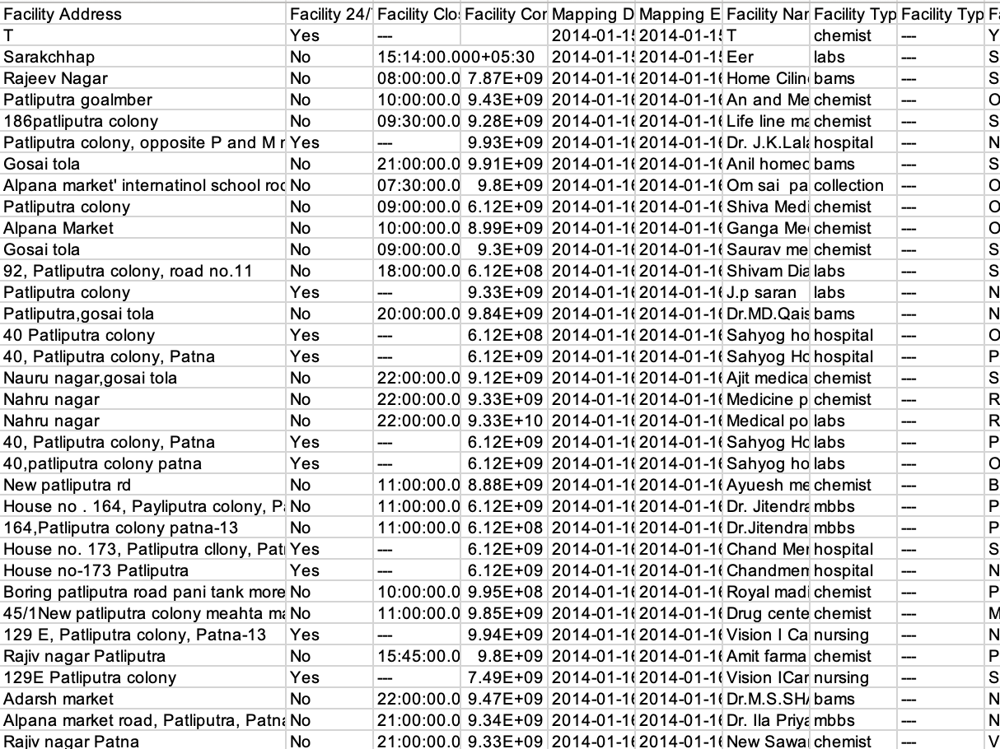 Facility Address Facility 24/ Facility Clo Facility Cor Mapping D Mapping E Facility Nar Facility Typ Facility Typ Fa
T Yes --- 2014-01-15 2014-01-15 T chemist --- Y
Sarakchhap No 15:14:00.000+05:30 2014-01-15 2014-01-15 Eer labs --- S
Rajeev Nagar No 08:00:00.0 7.87E+09 2014-01-16 2014-01-16 Home Cilin bams --- S
Patliputra goalmber No 10:00:00.0 9.43E+09 2014-01-16 2014-01-16 An and Me chemist --- O
186patliputra colony No 09:30:00.0 9.28E+09 2014-01-16 2014-01-16 Life line ma chemist --- S
Patliputra colony, opposite P and M r Yes --- 9.93E+09 2014-01-16 2014-01-16 Dr. J.K.Lala hospital --- N
Gosai tola No 21:00:00.0 9.91E+09 2014-01-16 2014-01-16 Anil homeo bams --- S
Alpana market' internatinol school roa No 07:30:00.0 9.8E+09 2014-01-16 2014-01-16 Om sai pa collection --- O
Patliputra colony No 09:00:00.0 6.12E+09 2014-01-16 2014-01-16 Shiva Medi chemist --- O
Alpana Market No 10:00:00.0 8.99E+09 2014-01-16 2014-01-16 Ganga Me chemist --- O
Gosai tola No 09:00:00.0 9.3E+09 2014-01-16 2014-01-16 Saurav me chemist --- S
92, Patliputra colony, road no.11 No 18:00:00.0 6.12E+08 2014-01-16 2014-01-16 Shivam Dia labs --- S
Patliputra colony Yes --- 9.33E+09 2014-01-16 2014-01-16 J.p saran labs --- N
Patliputra,gosai tola No 20:00:00.0 9.84E+09 2014-01-16 2014-01-16 Dr.MD.Qais bams --- N
40 Patliputra colony Yes --- 6.12E+08 2014-01-16 2014-01-16 Sahyog ho hospital --- O
40, Patliputra colony, Patna Yes --- 6.12E+09 2014-01-16 2014-01-16 Sahyog Ho hospital --- P
Nauru nagar,gosai tola No 22:00:00.0 9.12E+09 2014-01-16 2014-01-16 Ajit medica chemist --- S
Nahru nagar No 22:00:00.0 9.33E+09 2014-01-16 2014-01-16 Medicine p chemist --- R
Nahru nagar No 22:00:00.0 9.33E+10 2014-01-16 2014-01-16 Medical po labs --- R
40, Patliputra colony, Patna Yes --- 6.12E+09 2014-01-16 2014-01-16 Sahyog Ho labs --- P
40,patliputra colony patna Yes --- 6.12E+09 2014-01-16 2014-01-16 Sahyog ho labs --- O
New patliputra rd No 11:00:00.0 8.88E+09 2014-01-16 2014-01-16 Ayuesh me chemist --- B
House no . 164, Payliputra colony, Pa No 11:00:00.0 6.12E+09 2014-01-16 2014-01-16 Dr. Jitendra mbbs --- P
164,Patliputra colony patna-13 No 11:00:00.0 6.12E+08 2014-01-16 2014-01-16 Dr.Jitendra mbbs --- P
House no. 173, Patliputra cllony, Pat Yes --- 6.12E+09 2014-01-16 2014-01-16 Chand Mer hospital --- S
House no-173 Patliputra Yes --- 6.12E+09 2014-01-16 2014-01-16 Chandmem hospital --- N
Boring patliputra road pani tank more No 10:00:00.0 9.95E+08 2014-01-16 2014-01-16 Royal madi chemist --- P
45/1New patliputra colony meahta ma No 11:00:00.0 9.85E+09 2014-01-16 2014-01-16 Drug cente chemist --- M
129 E, Patliputra colony, Patna-13 Yes --- 9.94E+09 2014-01-16 2014-01-16 Vision I Ca nursing --- N
Rajiv nagar Patliputra No 15:45:00.0 9.8E+09 2014-01-16 2014-01-16 Amit farma chemist --- P
129E Patliputra colony Yes --- 7.49E+09 2014-01-16 2014-01-16 Vision ICar nursing --- S
Adarsh market No 22:00:00.0 9.47E+09 2014-01-16 2014-01-16 Dr.M.S.SHA bams --- N
Alpana market road, Patliputra, Patna No 21:00:00.0 9.34E+09 2014-01-16 2014-01-16 Dr. Ila Priya mbbs --- N
Rajiv nagar Patna No 21:00:00.0 9.33E+09 2014-01-16 2014-01-16 New Sawa chemist --- V